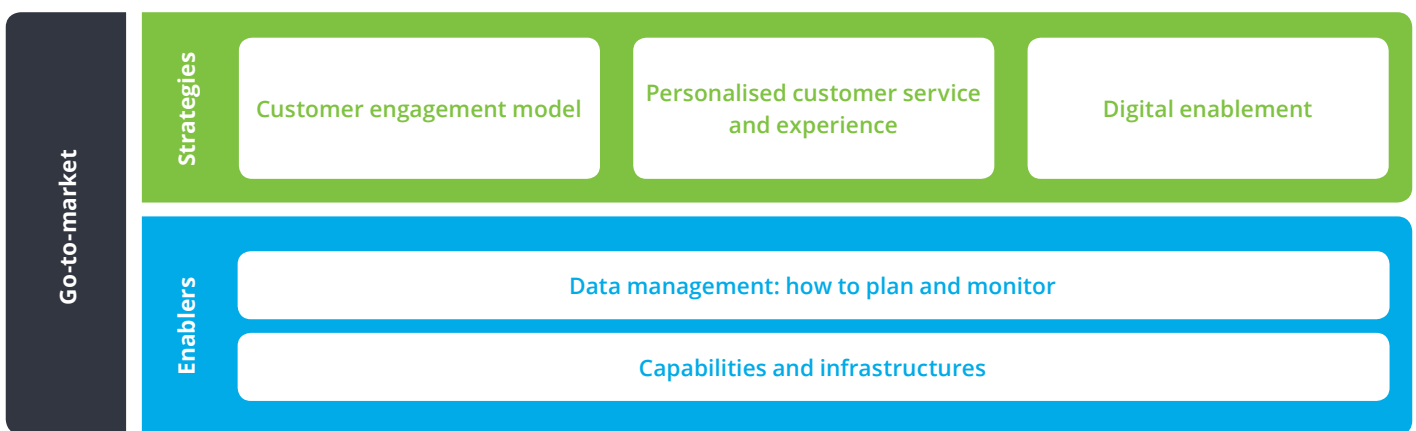 Go-to-market
Strategies
Customer engagement model
Personalised customer service
and experience
Digital enablement
Enablers
Data management: how to plan and monitor
Capabilities and infrastructures